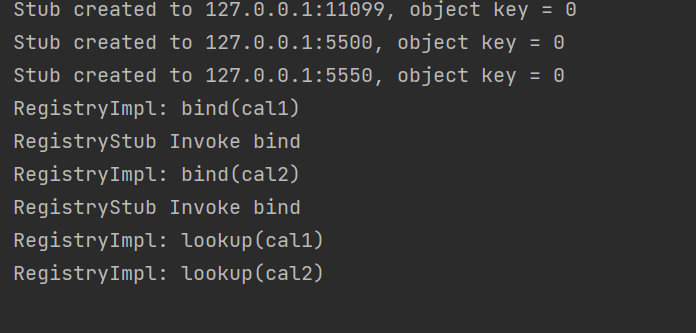 Stub created to 127.0.0.1:11099, object key = 0
Stub created to 127.0.0.1:5500, object key = 0
Stub created to 127.0.0.1:5550, object key = 0
RegistryImpl: bind(cal1)
RegistryStub Invoke bind
RegistryImpl: bind(cal2)
RegistryStub Invoke bind
RegistryImpl: lookup(cal1)
RegistryImpl: lookup(cal2)